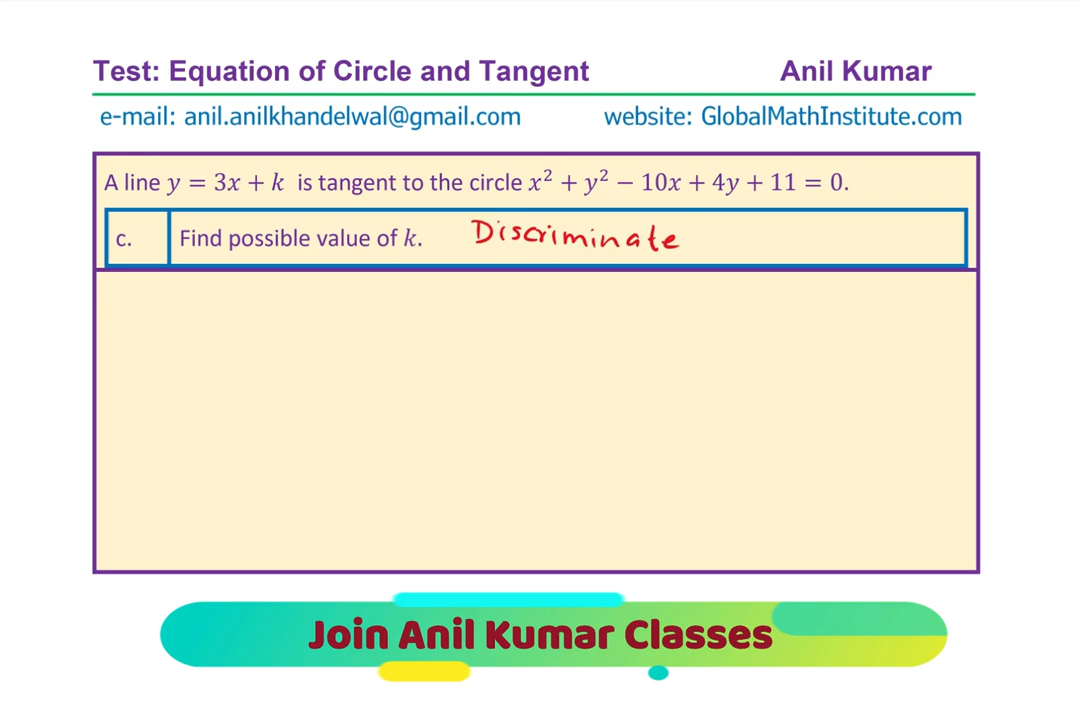 Test: Equation of Circle and Tangent Anil Kumar
e-mail: anil.anilkhandelwal@gmail.com website: GlobalMathInstitute.com
A line y = 3x + k is tangent to the circle x² + y² − 10x + 4y + 11 = 0.
c. Find possible value of k. Discriminate
Join Anil Kumar Classes